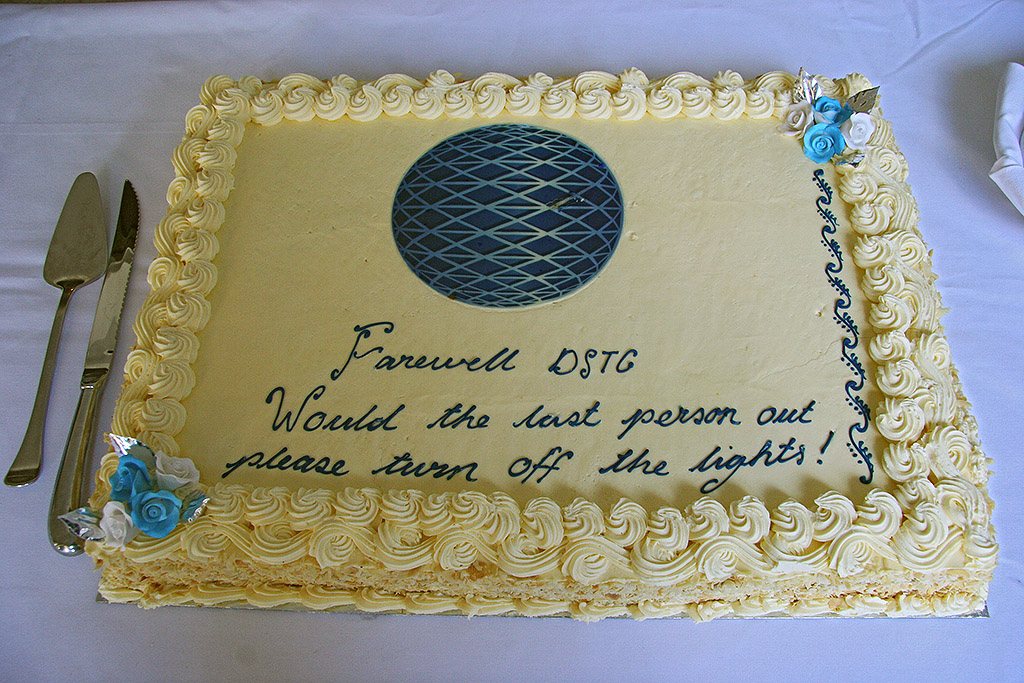 Farewell DSTG
Would the last person out
please turn off the lights!